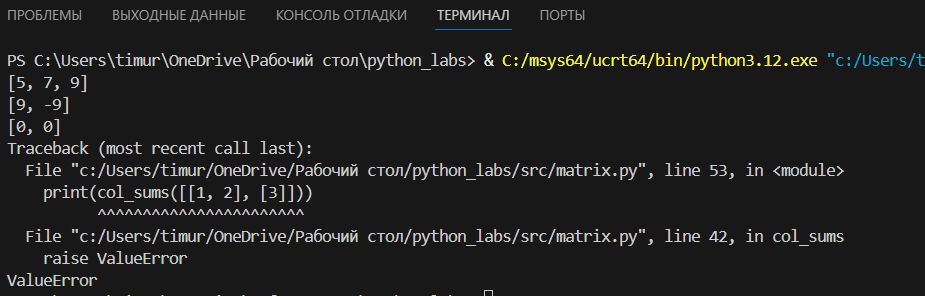 ПРОБЛЕМЫ ВЫХОДНЫЕ ДАННЫЕ КОНСОЛЬ ОТЛАДКИ ТЕРМИНАЛ ПОРТЫ
PS C:\Users\timur\OneDrive\Рабочий стол\python_labs> & C:/msys64/ucrt64/bin/python3.12.exe "c:/Users/t
[5, 7, 9]
[9, -9]
[0, 0]
Traceback (most recent call last):
  File "c:/Users/timur/OneDrive/Рабочий стол/python_labs/src/matrix.py", line 53, in <module>
    print(col_sums([[1, 2], [3]]))
          ^^^^^^^^^^^^^^^^^^^^^^^
  File "c:/Users/timur/OneDrive/Рабочий стол/python_labs/src/matrix.py", line 42, in col_sums
    raise ValueError
ValueError